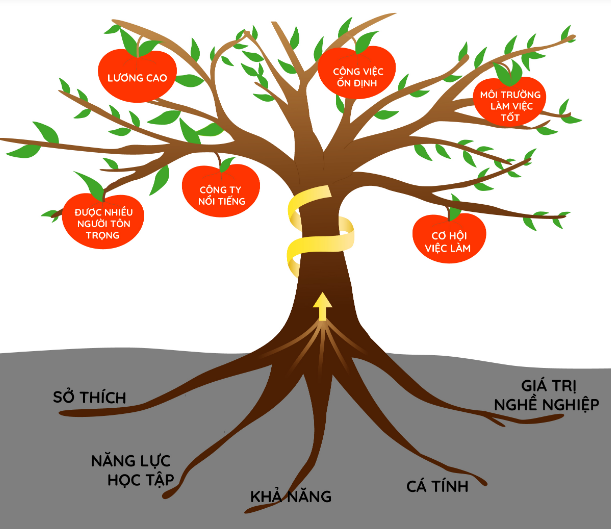 LƯƠNG CAO
CÔNG VIỆC
ỔN ĐỊNH
MÔI TRƯỜNG
LÀM VIỆC
TỐT
ĐƯỢC NHIỀU
NGƯỜI TÔN
TRỌNG
CÔNG TY
NỔI TIẾNG
CƠ HỘI
VIỆC LÀM
SỞ THÍCH
NĂNG LỰC
HỌC TẬP
KHẢ NĂNG
CÁ TÍNH
GIÁ TRỊ
NGHỀ NGHIỆP